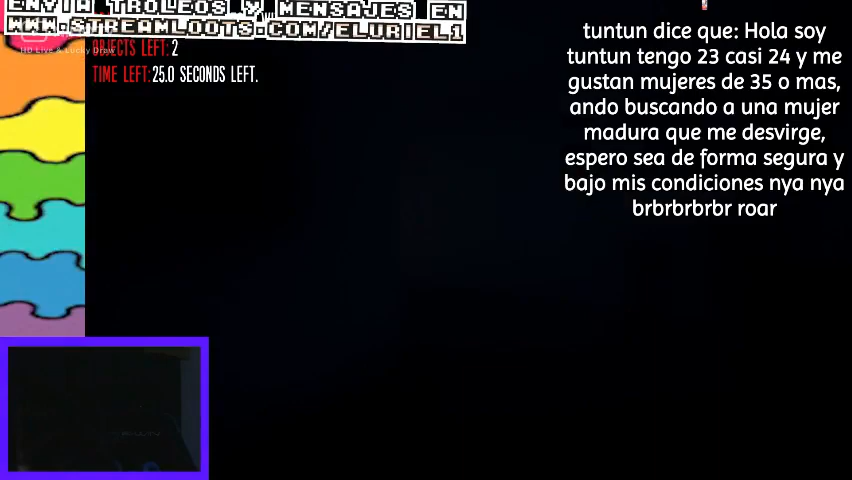 ENVIA TROLEOS Y MENSAJES EN
WWW.STREAMLOOTS.COM/ELURIEL1
HD Live & Lucky Draw
OBJECTS LEFT: 2
TIME LEFT: 25.0 SECONDS LEFT.
tuntun dice que: Hola soy
tuntun tengo 23 casi 24 y me
gustan mujeres de 35 o mas,
ando buscando a una mujer
madura que me desvirge,
espero sea de forma segura y
bajo mis condiciones nya nya
brbrbrbrbr roar